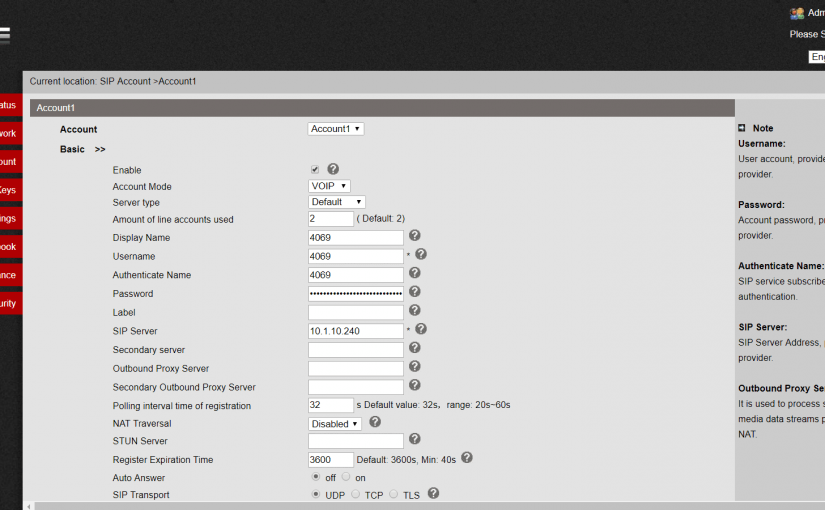 Adm
Please S
Eng
Current location: SIP Account >Account1
atus
work
ount
Keys
ings
book
ance
urity
Account1
Account Account1
Basic >>
Enable
Account Mode VOIP
Server type Default
Amount of line accounts used 2 ( Default: 2)
Display Name 4069
Username 4069 *
Authenticate Name 4069
Password ••••••••••••••••••••••••••••
Label
SIP Server 10.1.10.240 *
Secondary server
Outbound Proxy Server
Secondary Outbound Proxy Server
Polling interval time of registration 32 s Default value: 32s, range: 20s~60s
NAT Traversal Disabled
STUN Server
Register Expiration Time 3600 Default: 3600s, Min: 40s
Auto Answer off on
SIP Transport UDP TCP TLS
Note
Username:
User account, provide
provider.
Password:
Account password, p
provider.
Authenticate Name:
SIP service subscribe
authentication.
SIP Server:
SIP Server Address, 
provider.
Outbound Proxy Se
It is used to process s
media data streams p
NAT.